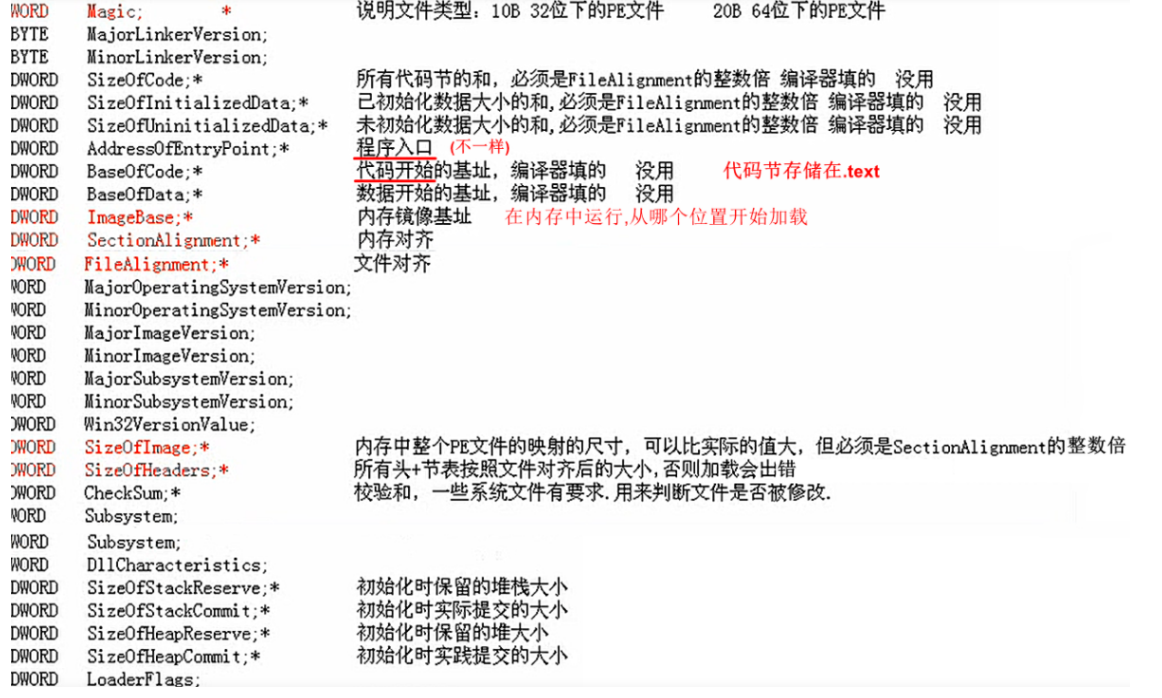 WORD Magic; * 说明文件类型：10B 32位下的PE文件 20B 64位下的PE文件
BYTE MajorLinkerVersion;
BYTE MinorLinkerVersion;
DWORD SizeOfCode;* 所有代码节的和，必须是FileAlignment的整数倍 编译器填的 没用
DWORD SizeOfInitializedData;* 已初始化数据大小的和,必须是FileAlignment的整数倍 编译器填的 没用
DWORD SizeOfUninitializedData;* 未初始化数据大小的和,必须是FileAlignment的整数倍 编译器填的 没用
DWORD AddressOfEntryPoint;* 程序入口 (不一样)
DWORD BaseOfCode;* 代码开始的基址，编译器填的 没用 代码节存储在.text
DWORD BaseOfData;* 数据开始的基址，编译器填的 没用
DWORD ImageBase;* 内存镜像基址 在内存中运行,从哪个位置开始加载
DWORD SectionAlignment;* 内存对齐
DWORD FileAlignment;* 文件对齐
WORD MajorOperatingSystemVersion;
WORD MinorOperatingSystemVersion;
WORD MajorImageVersion;
WORD MinorImageVersion;
WORD MajorSubsystemVersion;
WORD MinorSubsystemVersion;
DWORD Win32VersionValue;
DWORD SizeOfImage;* 内存中整个PE文件的映射的尺寸，可以比实际的值大，但必须是SectionAlignment的整数倍
DWORD SizeOfHeaders;* 所有头+节表按照文件对齐后的大小,否则加载会出错
DWORD CheckSum;* 校验和，一些系统文件有要求.用来判断文件是否被修改.
WORD Subsystem;
WORD Subsystem;
WORD DllCharacteristics;
DWORD SizeOfStackReserve;* 初始化时保留的堆栈大小
DWORD SizeOfStackCommit;* 初始化时实际提交的大小
DWORD SizeOfHeapReserve;* 初始化时保留的堆大小
DWORD SizeOfHeapCommit;* 初始化时实践提交的大小
DWORD LoaderFlags;